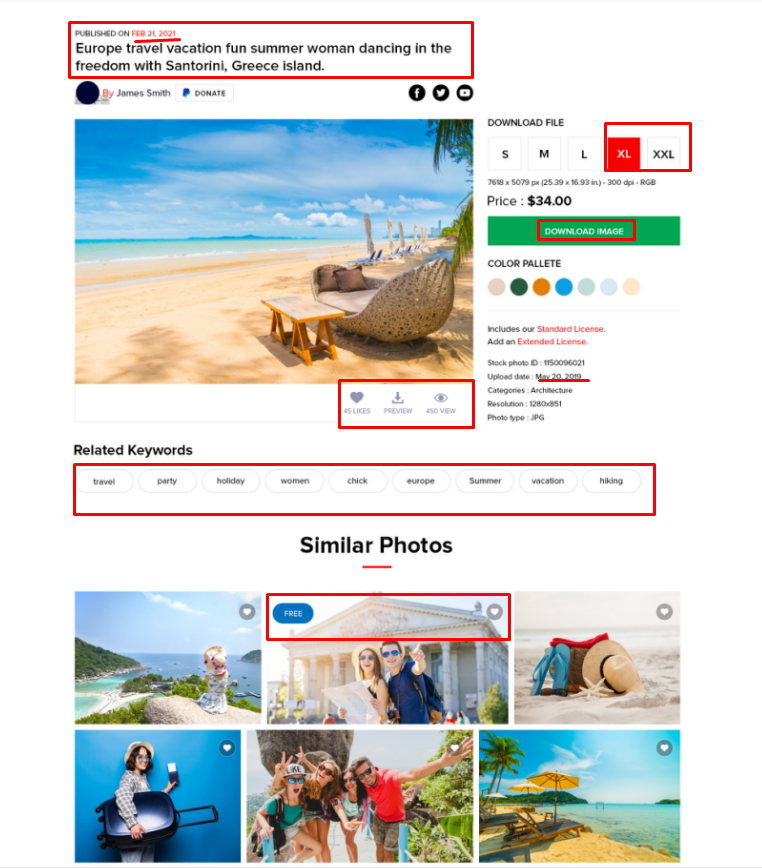 PUBLISHED ON FEB 21, 2021
Europe travel vacation fun summer woman dancing in the
freedom with Santorini, Greece island.
By James Smith
DONATE
DOWNLOAD FILE
S M L XL XXL
7618 x 5079 px (25.39 x 16.93 in.) - 300 dpi - RGB
Price : $34.00
DOWNLOAD IMAGE
COLOR PALLETE
Includes our Standard License.
Add an Extended License.
Stock photo ID : 1150096021
Upload date : May 20, 2019
Categories : Architecture
Resolution : 1280x851
Photo type : JPG
45 LIKES PREVIEW 450 VIEW
Related Keywords
travel party holiday women chick europe Summer vacation hiking
Similar Photos
FREE
LIKE